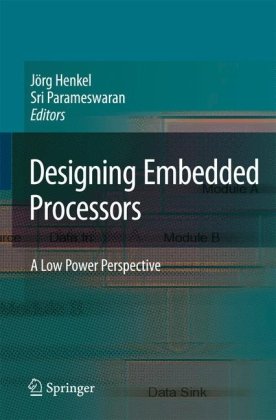 Jörg Henkel
Sri Parameswaran
Editors
Designing Embedded
Processors
Module A
Data In
Module B
A Low Power Perspective
Springer
Data Sink